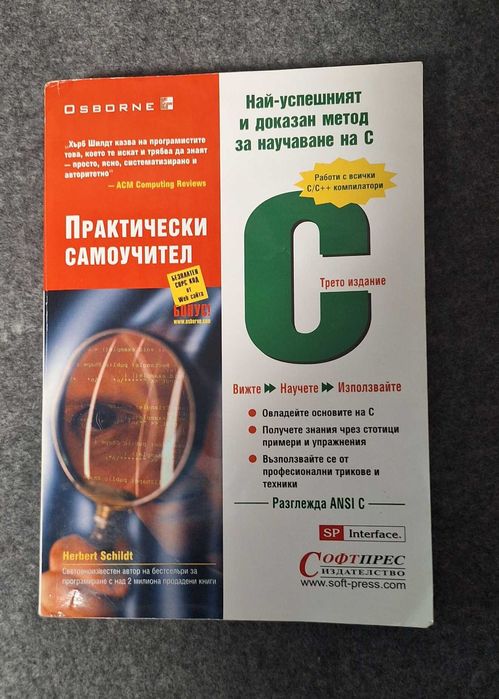 OSBORNE
„Хърб Шилдт казва на програмистите
това, което те искат и трябва да знаят
– просто, ясно, систематизирано и
авторитетно”
— ACM Computing Reviews
ПРАКТИЧЕСКИ
САМОУЧИТЕЛ
БЕЗПЛАТЕН
СОРС КОД
от
Web сайта
БОНУС!
www.osborne.com
Най-успешният
и доказан метод
за научаване на С
Работи с всички
С/С++ компилатори
C
Трето издание
Вижте Научете Използвайте
Овладейте основите на С
Получете знания чрез стотици
примери и упражнения
Възползвайте се от
професионални трикове и
техники
Разглежда ANSI C
SP Interface.
СОФТПРЕС
ИЗДАТЕЛСТВО
www.soft-press.com
Herbert Schildt
Световноизвестен автор на бестселъри за
програмиране с над 2 милиона продадени книги